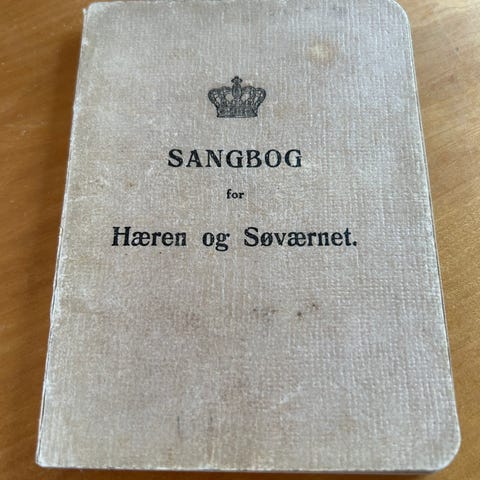 SANGBOG
for
Hæren og Søværnet.